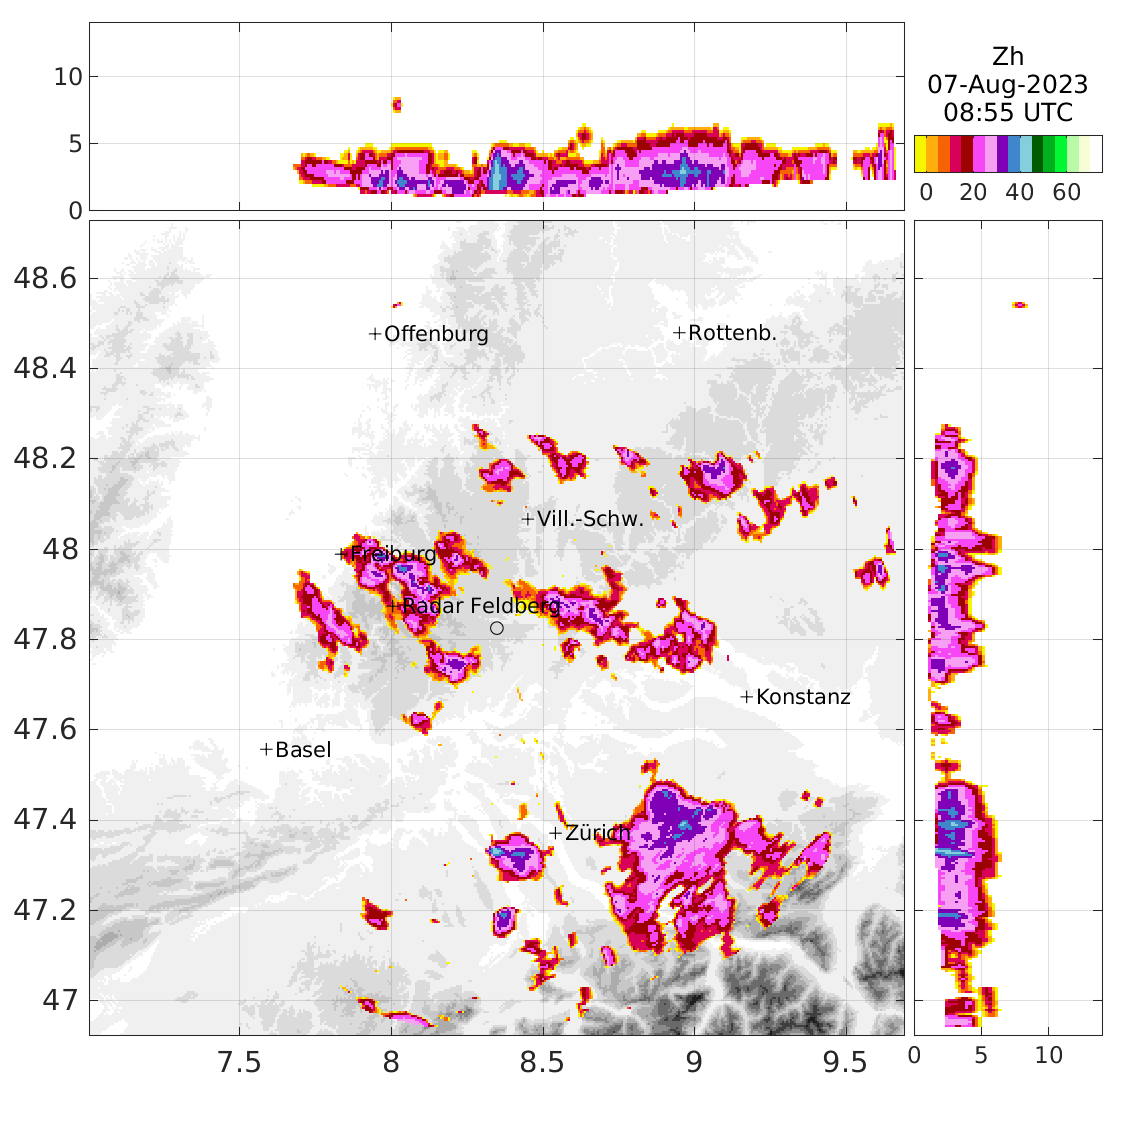 10
5
0
Zh
07-Aug-2023
08:55 UTC
0 20 40 60
48.6
48.4
48.2
48
47.8
47.6
47.4
47.2
47
+Offenburg
+Rottenb.
+Vill.-Schw.
+Freiburg
+Radar Feldberg
+Konstanz
+Basel
+Zürich
7.5 8 8.5 9 9.5
0 5 10